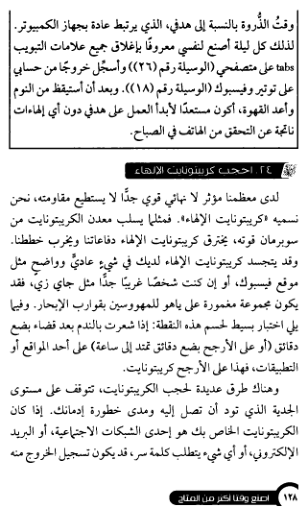 وقتُ الذُّروة بالنسبة إلى هدفي، الذي يرتبط عادة بجهاز الكمبيوتر.
لذلك كل ليلة أصنع لنفسي معروفًا بإغلاق جميع علامات التبويب
tabs على متصفحي (الوسيلة رقم (٢٦)) وأسجِّل خروجًا من حسابي
على توتير وفيسبوك (الوسيلة رقم (١٨)). وبعد أن أستيقظ من النوم
وأعد القهوة، أكون مستعدًا لأبدأ العمل على هدفي دون أي إلهاءات
ناتجة عن التحقق من الهاتف في الصباح.
٢٤. احجب كريبتونايت الإلهاء
لدى معظمنا مؤثر لا نهائي قوي جدًّا لا يستطيع مقاومته، نحن
نسميه «كريبتونايت الإلهاء». فمثلما يسلب معدن الكريبتونايت من
سوبرمان قوته، يخترق كريبتونايت الإلهاء دفاعاتنا ويخرب خططنا.
وقد يتجسد كريبتونايت الإلهاء لديك في شيءٍ عاديٍّ وواضحٍ مثل
موقع فيسبوك، أو إن كنت شخصًا غريبًا جدًّا مثل جاي زي، فقد
يكون مجموعة مغمورة على ياهو للمهووسين بقوارب الإبحار. وفيما
يلي اختبار بسيط لحسم هذه النقطة: إذا شعرت بالندم بعد قضاء بضع
دقائق (أو على الأرجح بضع دقائق تمتد إلى ساعة) على أحد المواقع أو
التطبيقات، فهذا على الأرجح كريبتونايت.
وهناك طرق عديدة لحجب الكريبتونايت، تتوقف على مستوى
الجدية الذي تود أن تصل إليه ومدى خطورة إدمانك. إذا كان
الكريبتونايت الخاص بك هو إحدى الشبكات الاجتماعية، أو البريد
الإلكتروني، أو أي شيء يتطلب كلمة سر، قد يكون تسجيل الخروج منه
١٢٨ اصنع وقتا أكثر من المتاح